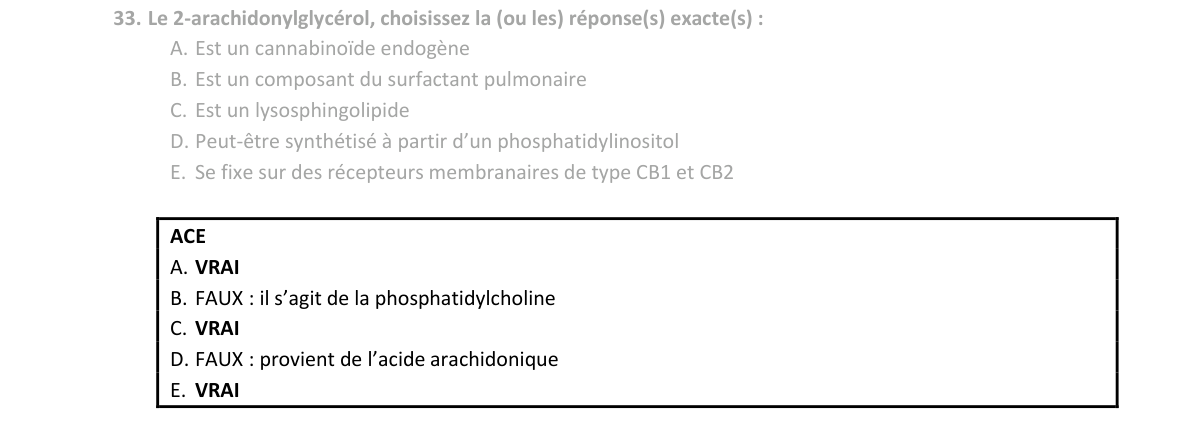 33. Le 2-arachidonylglycérol, choisissez la (ou les) réponse(s) exacte(s) :
A. Est un cannabinoïde endogène
B. Est un composant du surfactant pulmonaire
C. Est un lysosphingolipide
D. Peut-être synthétisé à partir d’un phosphatidylinositol
E. Se fixe sur des récepteurs membranaires de type CB1 et CB2
ACE
A. VRAI
B. FAUX : il s’agit de la phosphatidylcholine
C. VRAI
D. FAUX : provient de l’acide arachidonique
E. VRAI